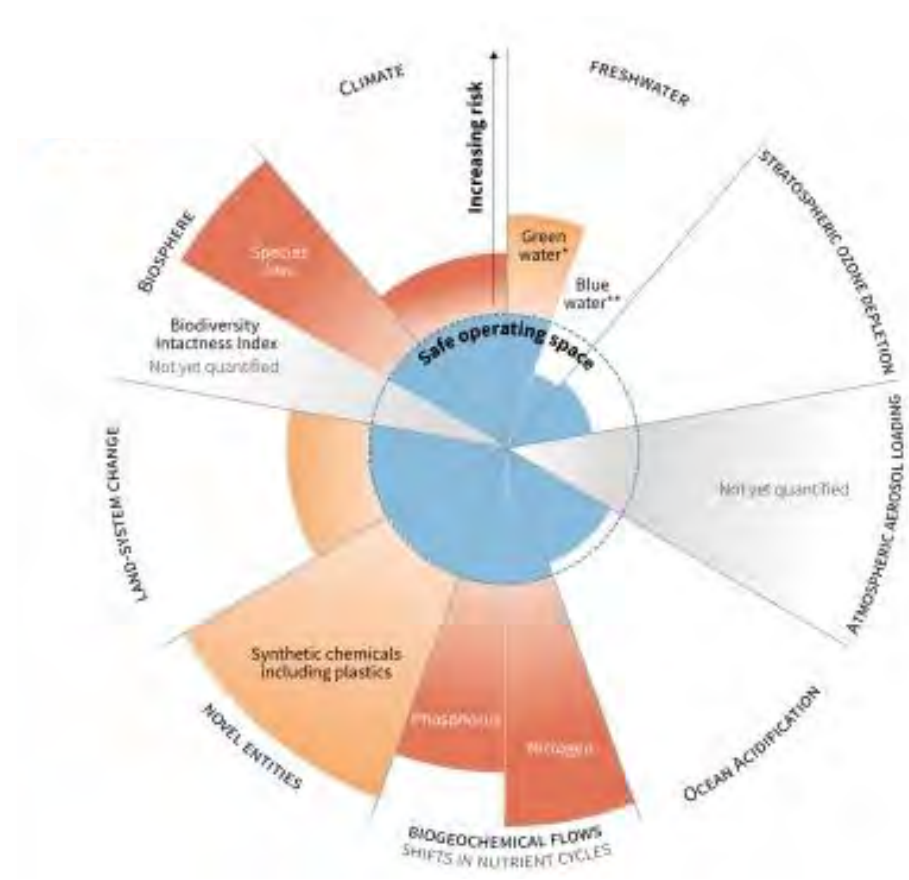 CLIMATE
FRESHWATER
Increasing risk
STRATOSPHERIC OZONE DEPLETION
BIOSPHERE
Species
Green
water*
Blue
water**
Safe operating space
Biodiversity
Intactness Index
Not yet quantified
LAND-SYSTEM CHANGE
Not yet quantified
ATMOSPHERIC AEROSOL LOADING
Synthetic chemicals
including plastics
Phosphorus
Nitrogen
NOVEL ENTITIES
OCEAN ACIDIFICATION
BIOGEOCHEMICAL FLOWS
SHIFTS IN NUTRIENT CYCLES